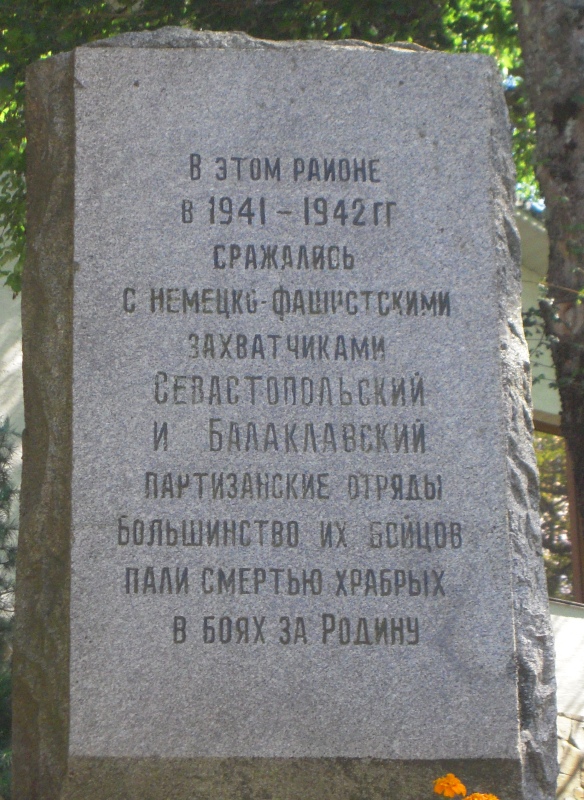 В ЭТОМ РАЙОНЕ
В 1941-1942 ГГ
СРАЖАЛИСЬ
С НЕМЕЦКО-ФАШИСТСКИМИ
ЗАХВАТЧИКАМИ
СЕВАСТОПОЛЬСКИЙ
И БАЛАКЛАВСКИЙ
ПАРТИЗАНСКИЕ ОТРЯДЫ
БОЛЬШИНСТВО ИХ БОЙЦОВ
ПАЛИ СМЕРТЬЮ ХРАБРЫХ
В БОЯХ ЗА РОДИНУ